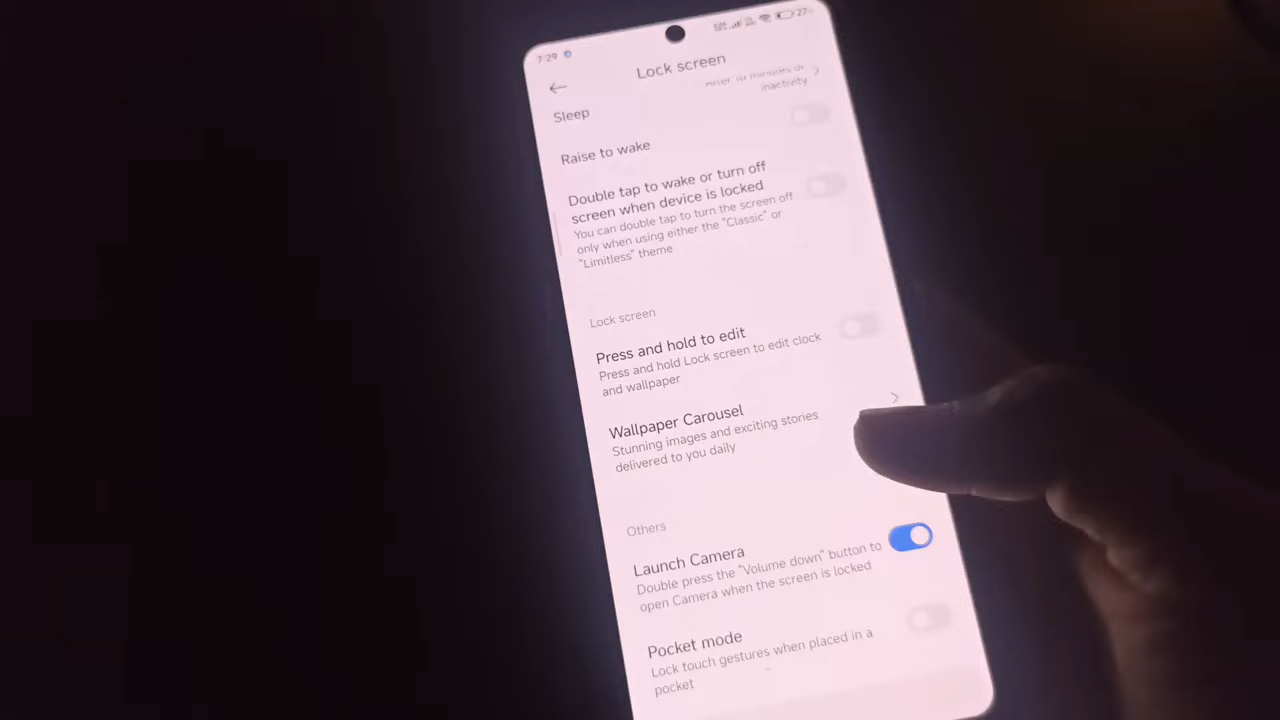 7:29
27
Lock screen
After 10 minutes of
inactivity
Sleep
Raise to wake
Double tap to wake or turn off
screen when device is locked
You can double tap to turn the screen off
only when using either the "Classic" or
"Limitless" theme
Lock screen
Press and hold to edit
Press and hold Lock screen to edit clock
and wallpaper
Wallpaper Carousel
Stunning images and exciting stories
delivered to you daily
Others
Launch Camera
Double press the "Volume down" button to
open Camera when the screen is locked
Pocket mode
Lock touch gestures when placed in a
pocket